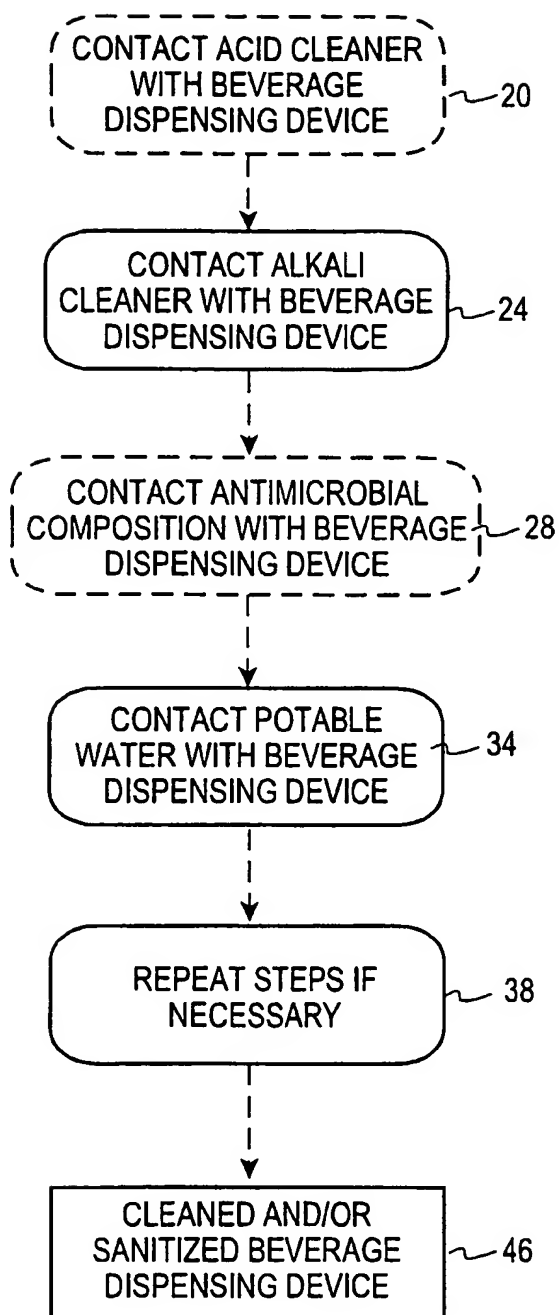 CONTACT ACID CLEANER
WITH BEVERAGE
DISPENSING DEVICE
20
CONTACT ALKALI
CLEANER WITH BEVERAGE
DISPENSING DEVICE
24
CONTACT ANTIMICROBIAL
COMPOSITION WITH BEVERAGE
DISPENSING DEVICE
28
CONTACT POTABLE
WATER WITH BEVERAGE
DISPENSING DEVICE
34
REPEAT STEPS IF
NECESSARY
38
CLEANED AND/OR
SANITIZED BEVERAGE
DISPENSING DEVICE
46